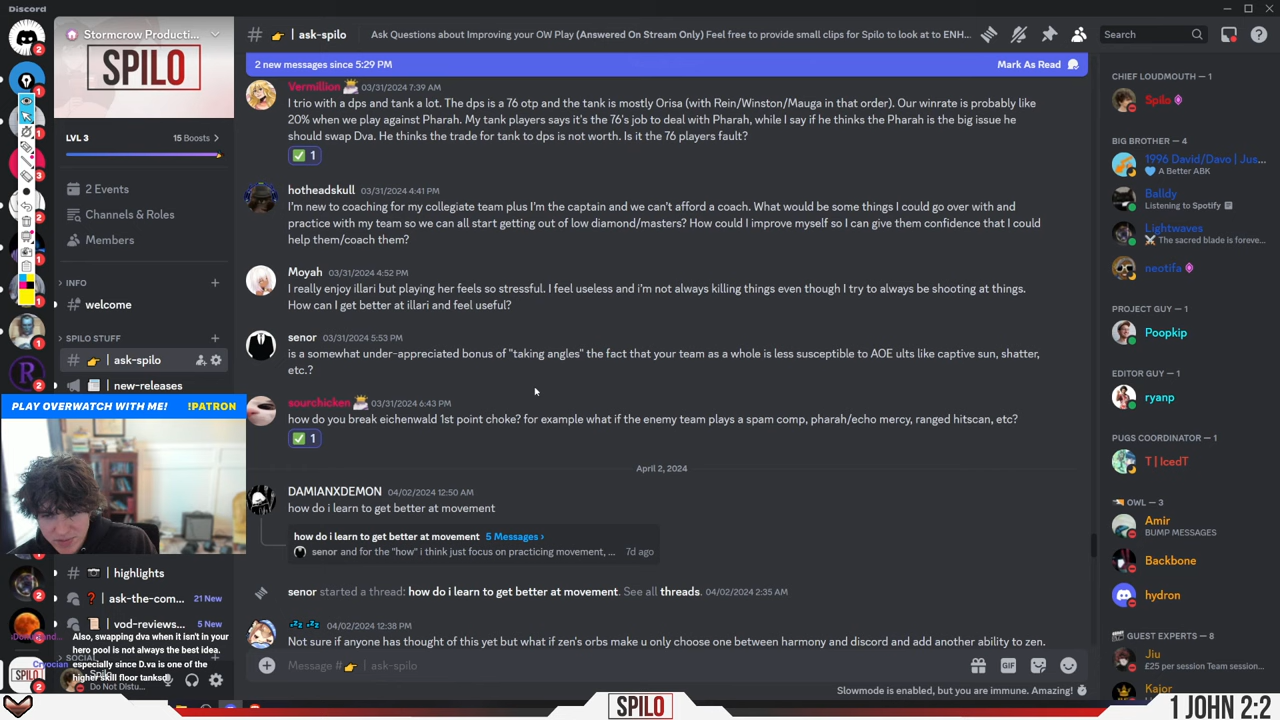 Discord
Stormcrow Producti...
SPILO
LVL 3
15 Boosts >
2 Events
Channels & Roles
Members
INFO
welcome
SPILO STUFF
ask-spilo
new-releases
PLAY OVERWATCH WITH ME! !PATRON
highlights
ask-the-com... 21 New
vod-reviews... 5 New
Also, swapping dva when it isn't in your
hero pool is not always the best idea.
Cryocian especially since D.va is one of the
higher skill floor tanksd
SOCIAL
Do Not Distu...
# | ask-spilo Ask Questions about Improving your OW Play (Answered On Stream Only) Feel free to provide small clips for Spilo to look at to ENH...
Search
2 new messages since 5:29 PM Mark As Read
Vermillion 03/31/2024 7:39 AM
I trio with a dps and tank a lot. The dps is a 76 otp and the tank is mostly Orisa (with Rein/Winston/Mauga in that order). Our winrate is probably like
20% when we play against Pharah. My tank players says it's the 76's job to deal with Pharah, while I say if he thinks the Pharah is the big issue he
should swap Dva. He thinks the trade for tank to dps is not worth. Is it the 76 players fault?
1
hotheadskull 03/31/2024 4:41 PM
I'm new to coaching for my collegiate team plus I'm the captain and we can't afford a coach. What would be some things I could go over with and
practice with my team so we can all start getting out of low diamond/masters? How could I improve myself so I can give them confidence that I could
help them/coach them?
Moyah 03/31/2024 4:52 PM
I really enjoy illari but playing her feels so stressful. I feel useless and i'm not always killing things even though I try to always be shooting at things.
How can I get better at illari and feel useful?
senor 03/31/2024 5:53 PM
is a somewhat under-appreciated bonus of "taking angles" the fact that your team as a whole is less susceptible to AOE ults like captive sun, shatter,
etc.?
sourchicken 03/31/2024 6:43 PM
how do you break eichenwald 1st point choke? for example what if the enemy team plays a spam comp, pharah/echo mercy, ranged hitscan, etc?
1
April 2, 2024
DAMIANXDEMON 04/02/2024 12:50 AM
how do i learn to get better at movement
how do i learn to get better at movement 5 Messages ›
senor and for the "how" i think just focus on practicing movement, ... 7d ago
senor started a thread: how do i learn to get better at movement. See all threads. 04/02/2024 2:35 AM
04/02/2024 12:38 PM
Not sure if anyone has thought of this yet but what if zen's orbs make u only choose one between harmony and discord and add another ability to zen.
Message # | ask-spilo
GIF
Slowmode is enabled, but you are immune. Amazing!
CHIEF LOUDMOUTH — 1
Spilo
BIG BROTHER — 4
1996 David/Davo | Jus...
A Better ABK
Balldy
Listening to Spotify
Lightwaves
The sacred blade is foreve...
neotifa
PROJECT GUY — 1
Poopkip
EDITOR GUY — 1
ryanp
PUGS COORDINATOR — 1
T | IcedT
OWL — 3
Amir
BUMP MESSAGES
Backbone
hydron
GUEST EXPERTS — 8
Jiu
£25 per session Team session...
Kajor
SPILO
1 JOHN 2:2